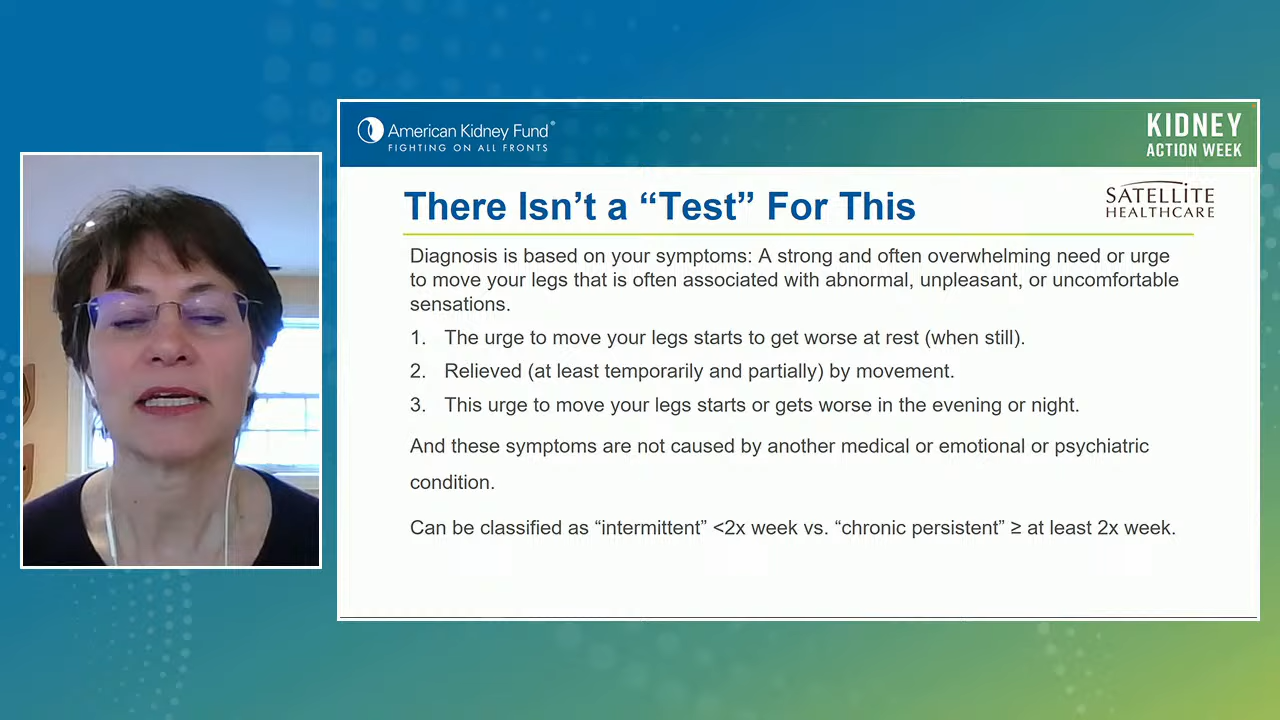 American Kidney Fund®
FIGHTING ON ALL FRONTS
KIDNEY
ACTION WEEK
There Isn’t a “Test” For This
SATELLITE
HEALTHCARE
Diagnosis is based on your symptoms: A strong and often overwhelming need or urge
to move your legs that is often associated with abnormal, unpleasant, or uncomfortable
sensations.
1. The urge to move your legs starts to get worse at rest (when still).
2. Relieved (at least temporarily and partially) by movement.
3. This urge to move your legs starts or gets worse in the evening or night.
And these symptoms are not caused by another medical or emotional or psychiatric
condition.
Can be classified as “intermittent” <2x week vs. “chronic persistent” ≥ at least 2x week.